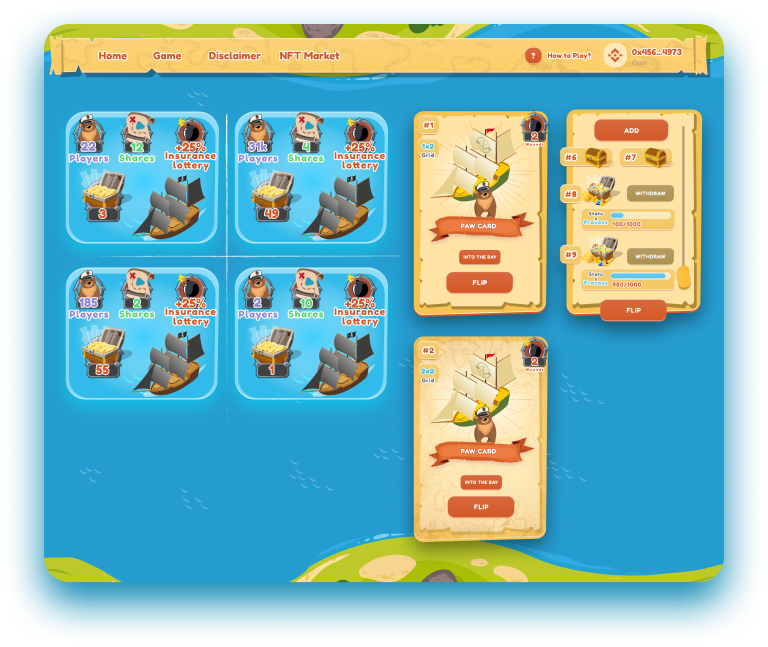 Home Game Disclaimer NFT Market ? How to Play? 0x456...4973
Quit
22 12 +25%
Players Shares Insurance
lottery
3
31k 4 +25%
Players Shares Insurance
lottery
49
185 2 +25%
Players Shares Insurance
lottery
55
2 10 +25%
Players Shares Insurance
lottery
1
#1
2
Wounds
1x2
Grid
PAW CARD
INTO THE BAY
FLIP
ADD
#6 #7
#8 WITHDRAW
Statu
Process
100/1000
#9 WITHDRAW
Statu
Process
980/1000
FLIP
#2
2
Wounds
2x2
Grid
PAW CARD
INTO THE BAY
FLIP